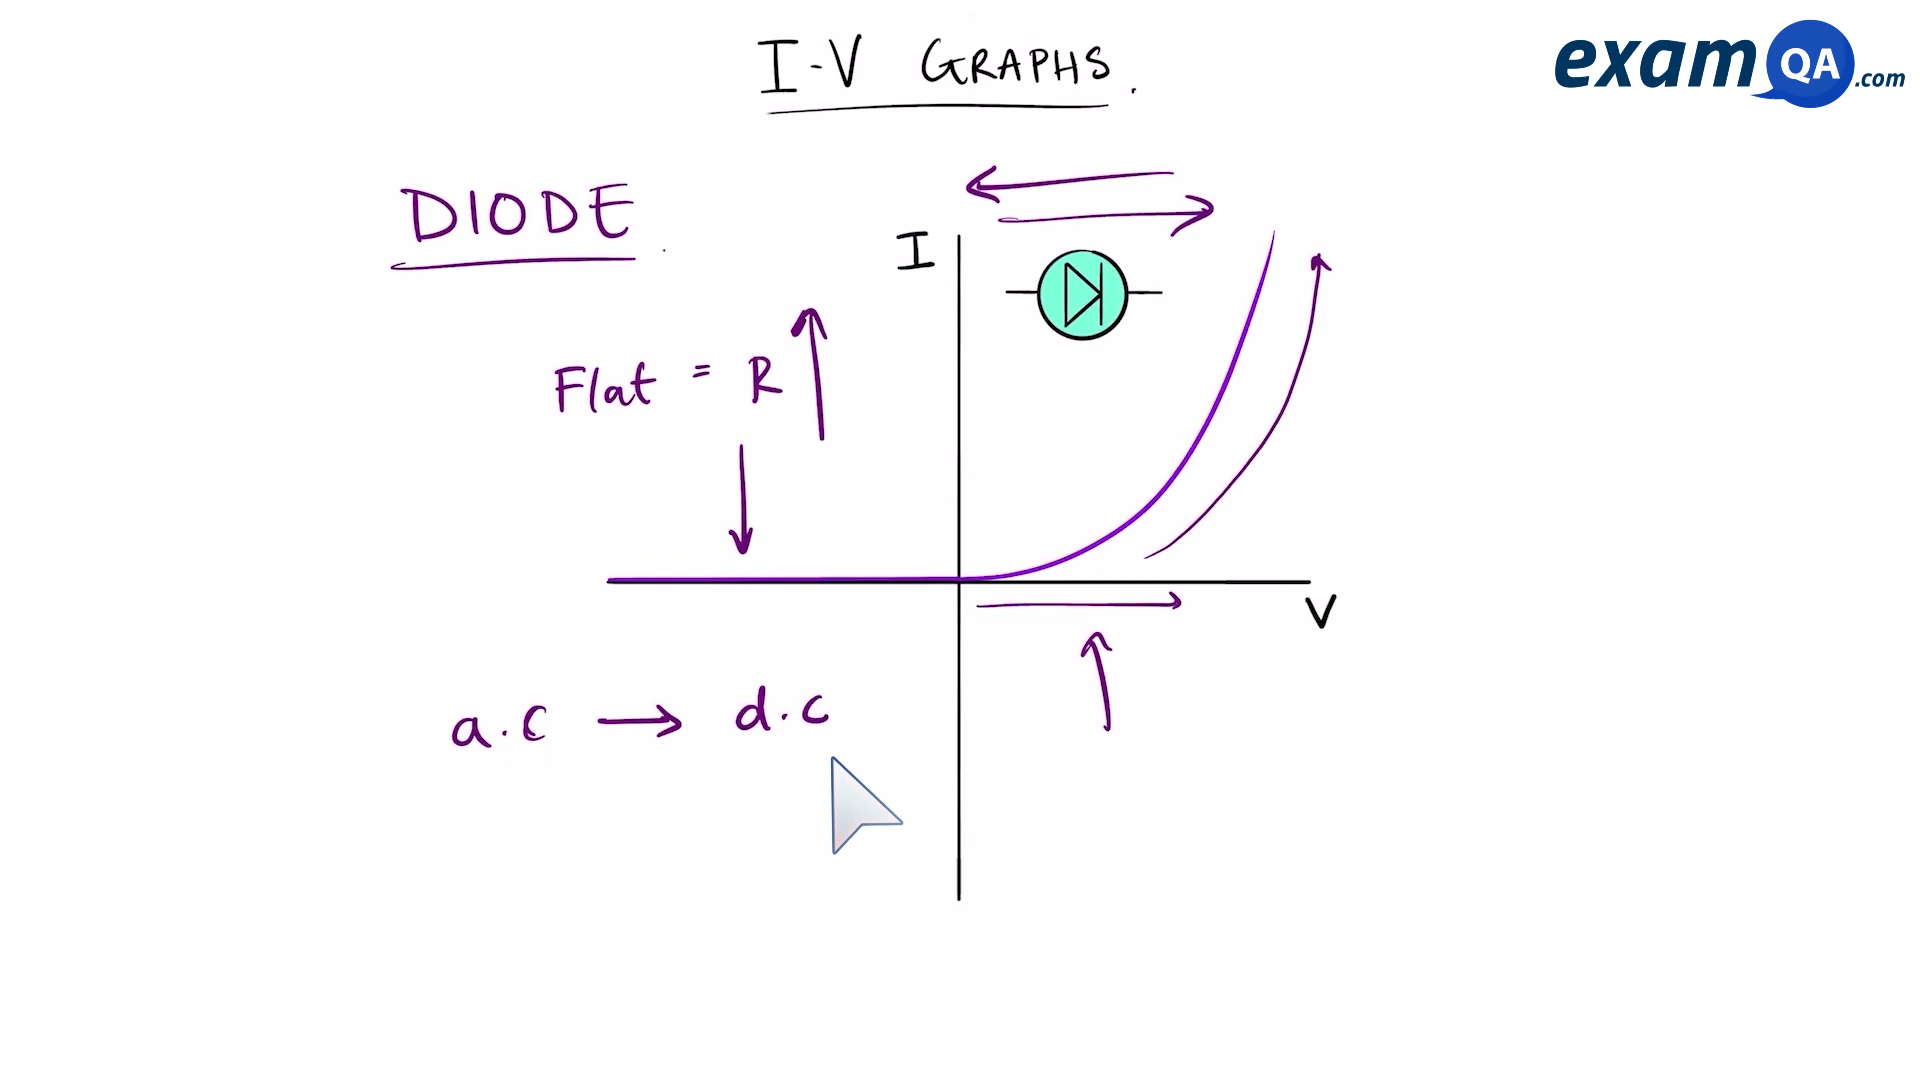 I-V GRAPHS.
examQA.com
DIODE
I
Flat = R
V
a.c → d.c